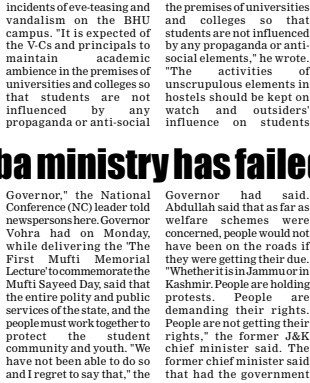 incidents of eve-teasing and
vandalism on the BHU
campus. "It is expected of
the V-Cs and principals to
maintain academic
ambience in the premises of
universities and colleges so
that students are not
influenced by any
propaganda or anti-social
the premises of universities
and colleges so that
students are not influenced
by any propaganda or anti-
social elements," he wrote.
"The activities of
unscrupulous elements in
hostels should be kept on
watch and outsiders'
influence on students
ba ministry has failed
Governor," the National
Conference (NC) leader told
newspersons here. Governor
Vohra had on Monday,
while delivering the 'The
First Mufti Memorial
Lecture' to commemorate the
Mufti Sayeed Day, said that
the entire polity and public
services of the state, and the
people must work together to
protect the student
community and youth. "We
have not been able to do so
and I regret to say that," the
Governor had said.
Abdullah said that as far as
welfare schemes were
concerned, people would not
have been on the roads if
they were getting their due.
"Whether it is in Jammu or in
Kashmir. People are holding
protests. People are
demanding their rights.
People are not getting their
rights," the former J&K
chief minister said. The
former chief minister said
that had the government